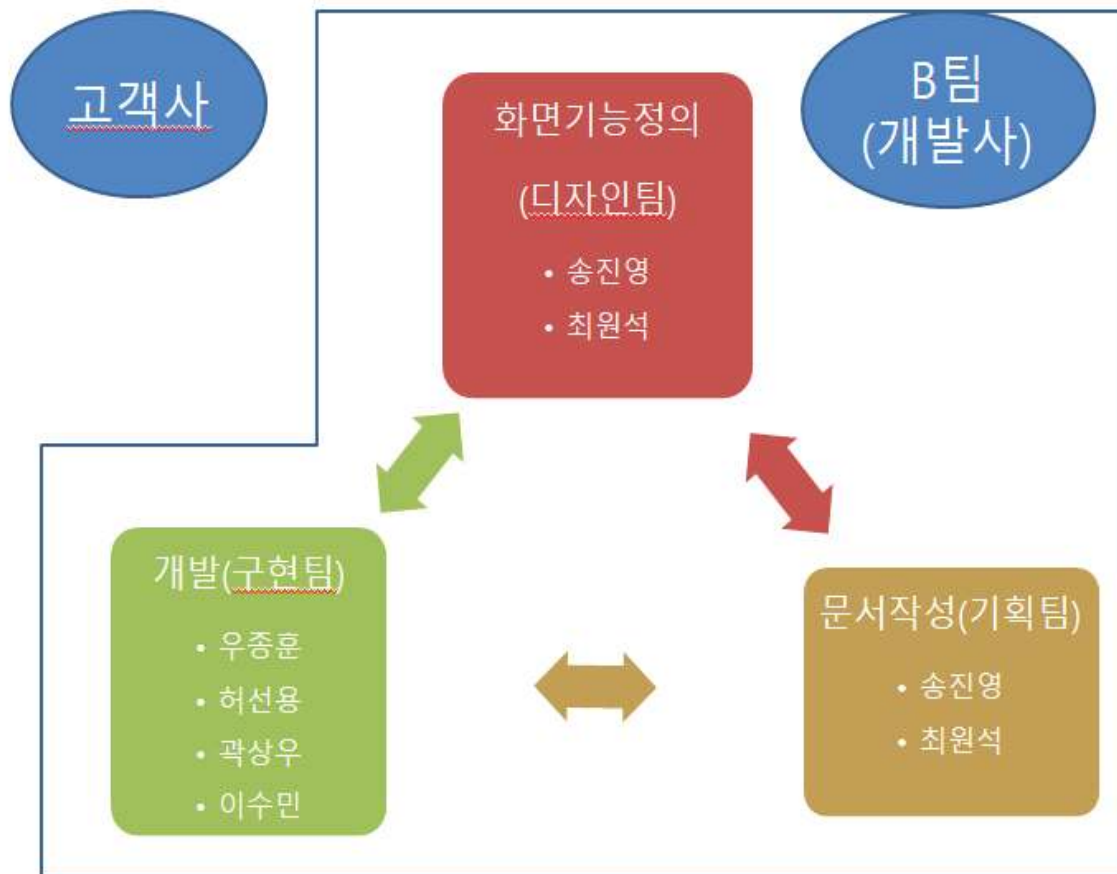 고객사
B팀
(개발사)
화면기능정의
(디자인팀)
• 송진영
• 최원석
개발(구현팀)
• 우종훈
• 허선용
• 곽상우
• 이수민
문서작성(기획팀)
• 송진영
• 최원석